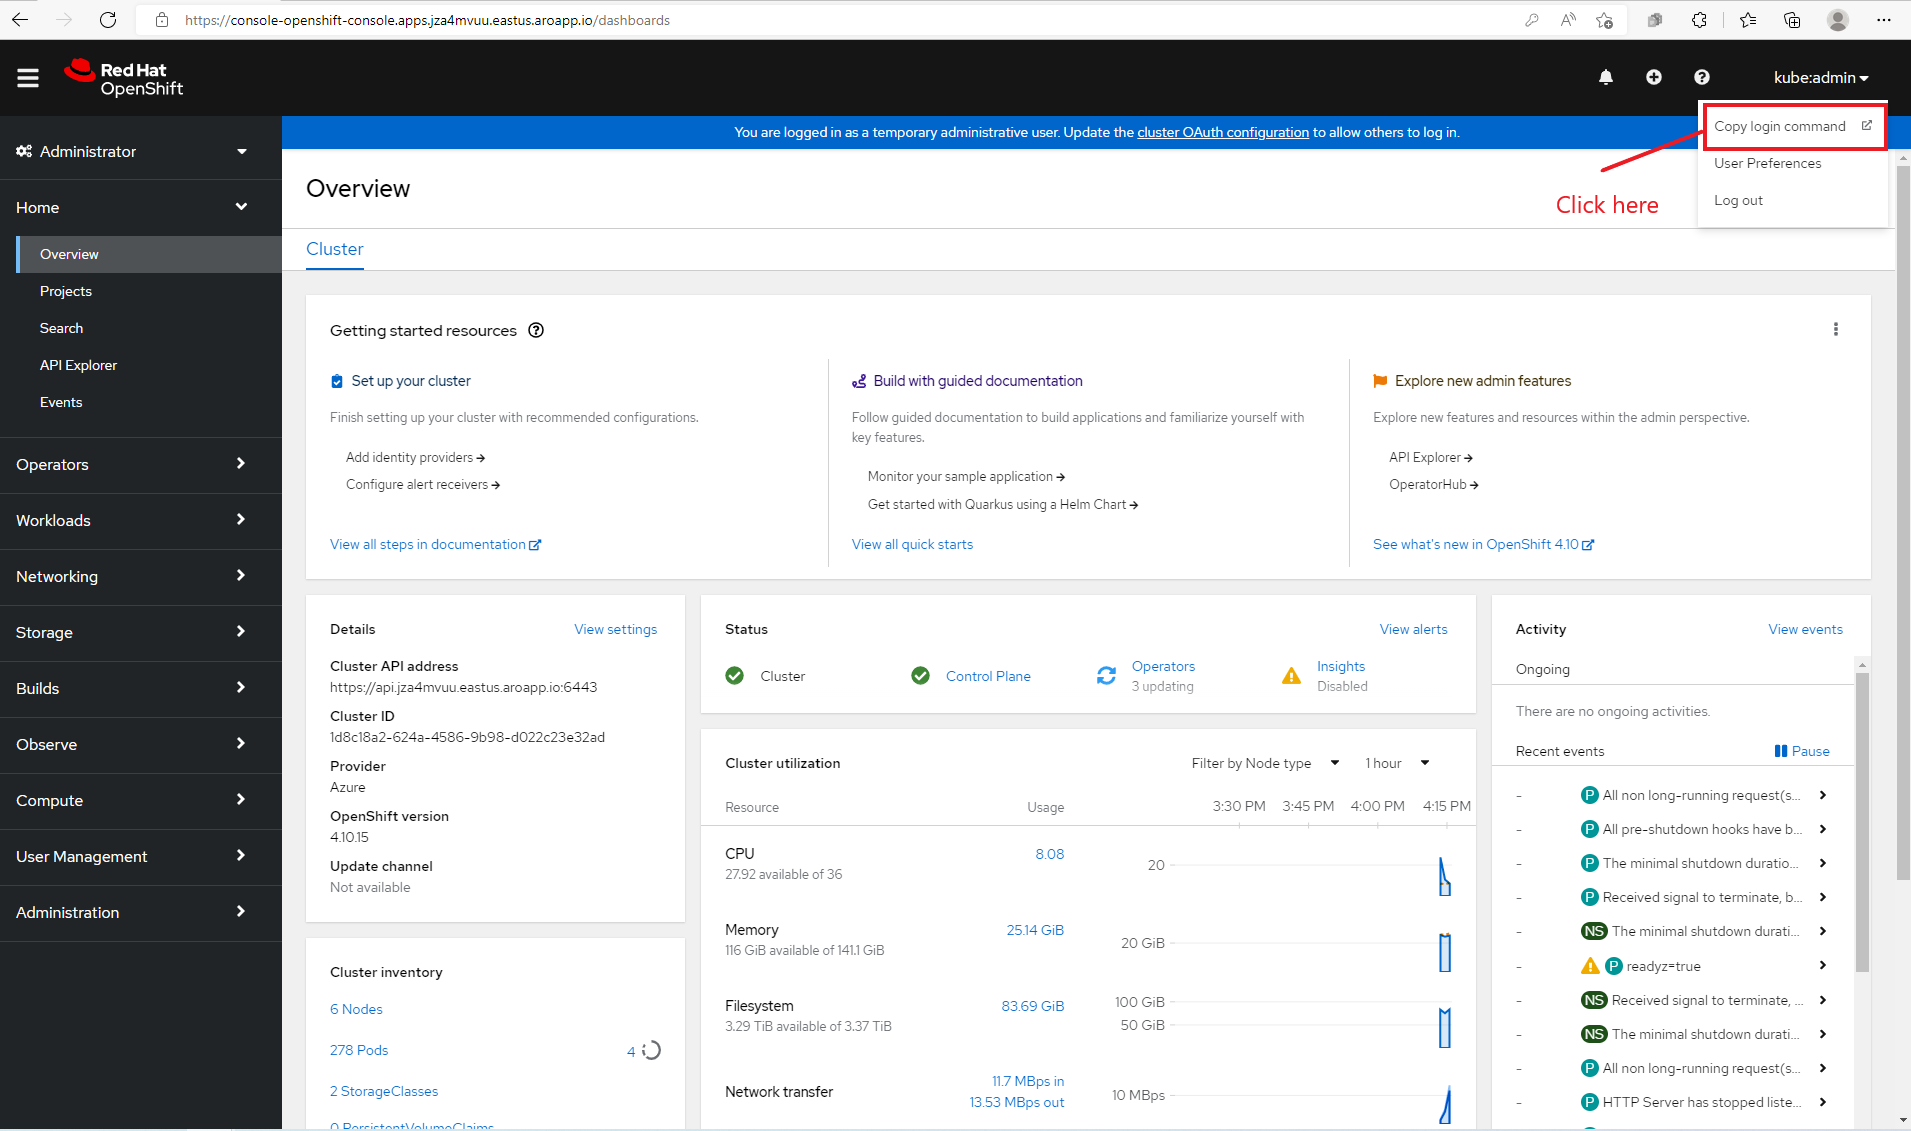 https://console-openshift-console.apps.jza4mvuu.eastus.aroapp.io/dashboards
Red Hat
OpenShift
kube:admin
You are logged in as a temporary administrative user. Update the cluster OAuth configuration to allow others to log in.
Copy login command
User Preferences
Log out
Click here
Administrator
Home
Overview
Projects
Search
API Explorer
Events
Operators
Workloads
Networking
Storage
Builds
Observe
Compute
User Management
Administration
Overview
Cluster
Getting started resources
Set up your cluster
Finish setting up your cluster with recommended configurations.
Add identity providers
Configure alert receivers
View all steps in documentation
Build with guided documentation
Follow guided documentation to build applications and familiarize yourself with
key features.
Monitor your sample application
Get started with Quarkus using a Helm Chart
View all quick starts
Explore new admin features
Explore new features and resources within the admin perspective.
API Explorer
OperatorHub
See what's new in OpenShift 4.10
Details
View settings
Cluster API address
https://api.jza4mvuu.eastus.aroapp.io:6443
Cluster ID
1d8c18a2-624a-4586-9b98-d022c23e32ad
Provider
Azure
OpenShift version
4.10.15
Update channel
Not available
Cluster inventory
6 Nodes
278 Pods
4
2 StorageClasses
0 PersistentVolumeClaims
Status
View alerts
Cluster
Control Plane
Operators
3 updating
Insights
Disabled
Cluster utilization
Filter by Node type
1 hour
Resource
Usage
3:30 PM 3:45 PM 4:00 PM 4:15 PM
CPU
8.08
27.92 available of 36
20
Memory
25.14 GiB
116 GiB available of 141.1 GiB
20 GiB
Filesystem
83.69 GiB
3.29 TiB available of 3.37 TiB
100 GiB
50 GiB
Network transfer
11.7 MBps in
13.53 MBps out
10 MBps
Activity
View events
Ongoing
There are no ongoing activities.
Recent events
Pause
- P All non long-running request(s...
- P All pre-shutdown hooks have b...
- P The minimal shutdown duratio...
- P Received signal to terminate, b...
- NS The minimal shutdown durati...
- P readyz=true
- NS Received signal to terminate, ...
- NS The minimal shutdown durati...
- P All non long-running request(s...
- P HTTP Server has stopped liste...